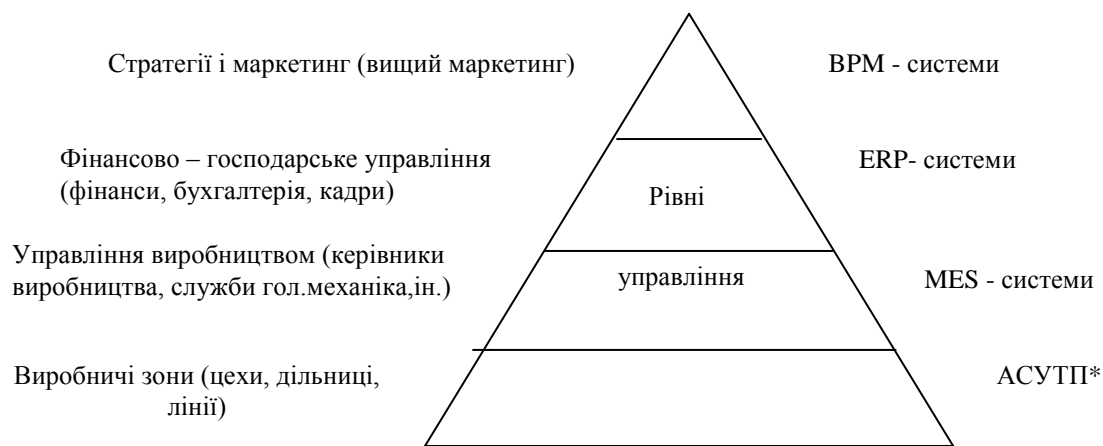 Стратегії і маркетинг (вищий маркетинг)
BPM - системи
Фінансово – господарське управління
(фінанси, бухгалтерія, кадри)
ERP- системи
Рівні
Управління виробництвом (керівники
виробництва, служби гол.механіка,ін.)
управління
MES - системи
Виробничі зони (цехи, дільниці,
лінії)
АСУТП*